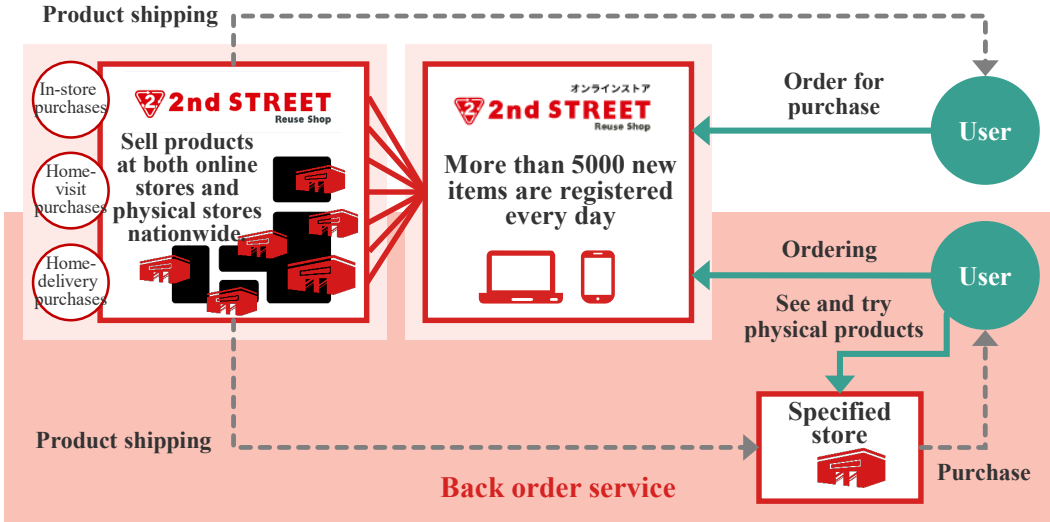 Product shipping
In-store
purchases
Home-
visit
purchases
Home-
delivery
purchases
2 2nd STREET
Reuse Shop
Sell products
at both online
stores and
physical stores
nationwide.
オンラインストア
2 2nd STREET
Reuse Shop
More than 5000 new
items are registered
every day
Order for
purchase
User
Ordering
User
See and try
physical products
Specified
store
Product shipping
Purchase
Back order service